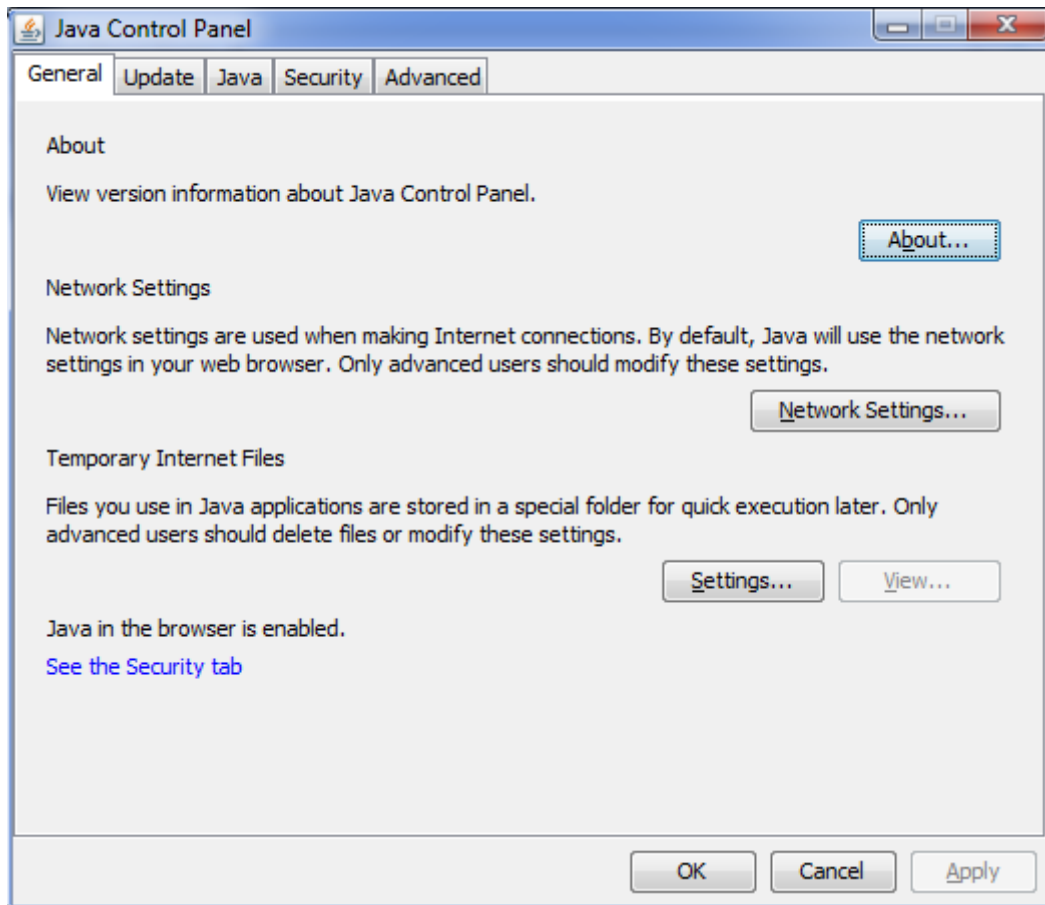 Java Control Panel
General Update Java Security Advanced
About
View version information about Java Control Panel.
About...
Network Settings
Network settings are used when making Internet connections. By default, Java will use the network
settings in your web browser. Only advanced users should modify these settings.
Network Settings...
Temporary Internet Files
Files you use in Java applications are stored in a special folder for quick execution later. Only
advanced users should delete files or modify these settings.
Settings... View...
Java in the browser is enabled.
See the Security tab
OK Cancel Apply